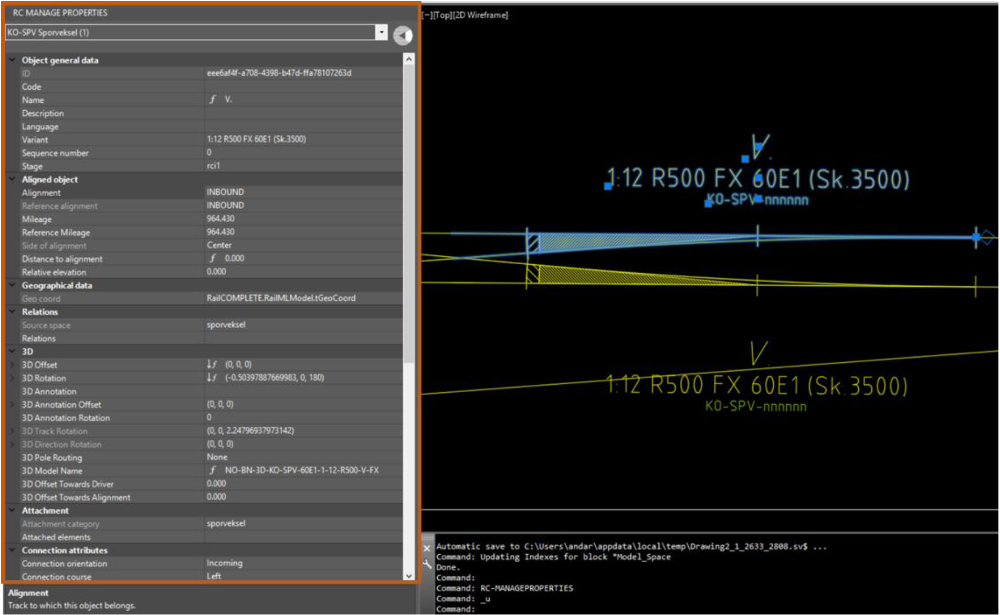 RC MANAGE PROPERTIES
KO-SPV Sporveksel (1)
Object general data
ID eee6af4f-a708-4398-b47d-ffa78107263d
Code
Name f V.
Description
Language
Variant 1:12 R500 FX 60E1 (Sk.3500)
Sequence number 0
Stage rci1
Aligned object
Alignment INBOUND
Reference alignment INBOUND
Mileage 964.430
Reference Mileage 964.430
Side of alignment Center
Distance to alignment f 0.000
Relative elevation 0.000
Geographical data
Geo coord RailCOMPLETE.RailMLModel.tGeoCoord
Relations
Source space sporveksel
Relations
3D
3D Offset ↓f (0, 0, 0)
3D Rotation ↓f (-0.50397887669983, 0, 180)
3D Annotation
3D Annotation Offset (0, 0, 0)
3D Annotation Rotation 0
3D Track Rotation (0, 0, 2.24796937973142)
3D Direction Rotation (0, 0, 0)
3D Pole Routing None
3D Model Name f NO-BN-3D-KO-SPV-60E1-1-12-R500-V-FX
3D Offset Towards Driver 0.000
3D Offset Towards Alignment 0.000
Attachment
Attachment category sporveksel
Attached elements
Connection attributes
Connection orientation Incoming
Connection course Left
Alignment
Track to which this object belongs.
[−][Top][2D Wireframe]
V.
1:12 R500 FX 60E1 (Sk.3500)
KO-SPV-nnnnnn
V.
1:12 R500 FX 60E1 (Sk.3500)
KO-SPV-nnnnnn
Automatic save to C:\Users\andar\appdata\local\temp\Drawing2_1_2633_2808.sv$ ...
Command: Updating Indexes for block *Model_Space
Done.
Command:
Command: RC-MANAGEPROPERTIES
Command: _u
Command: